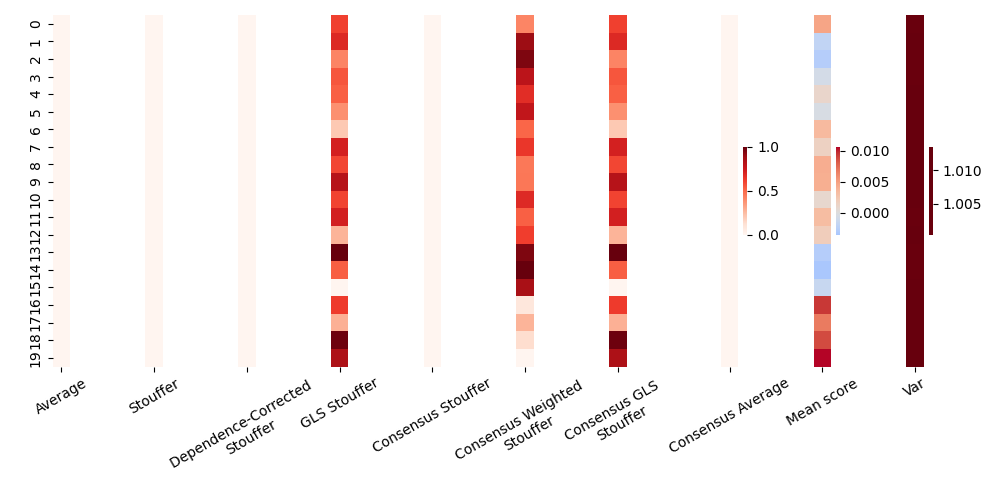 0
1
2
3
4
5
6
7
8
9
10
11
12
13
14
15
16
17
18
19
1.0
0.5
0.0
0.010
0.005
0.000
1.010
1.005
Average
Stouffer
Dependence-Corrected
Stouffer
GLS Stouffer
Consensus Stouffer
Consensus Weighted
Stouffer
Consensus GLS
Stouffer
Consensus Average
Mean score
Var